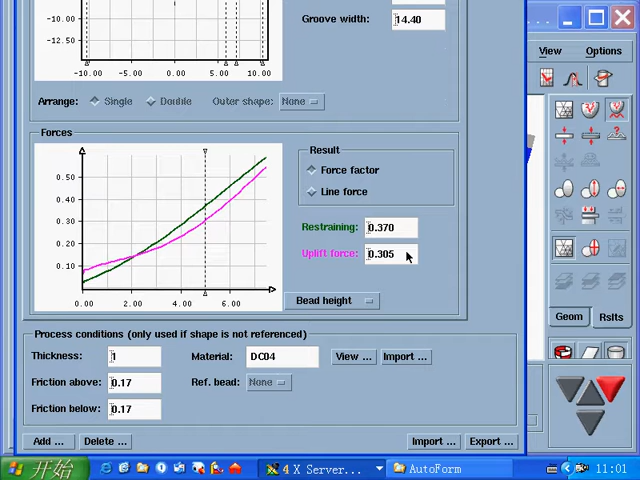 Groove width: 14.40
-10.00
-12.50
-10.00 -5.00 0.00 5.00 10.00
View Options
Arrange: Single Double Outer shape: None
Forces
0.50
0.40
0.30
0.20
0.10
0.00 2.00 4.00 6.00
Result
Force factor
Line force
Restraining: 0.370
Uplift force: 0.305
Bead height
Geom Rslts
Process conditions (only used if shape is not referenced)
Thickness: 1 Material: DC04 View ... Import ...
Friction above: 0.17 Ref. bead: None
Friction below: 0.17
Add ... Delete ... Import ... Export ...
开始 4 X Server... AutoForm 11:01